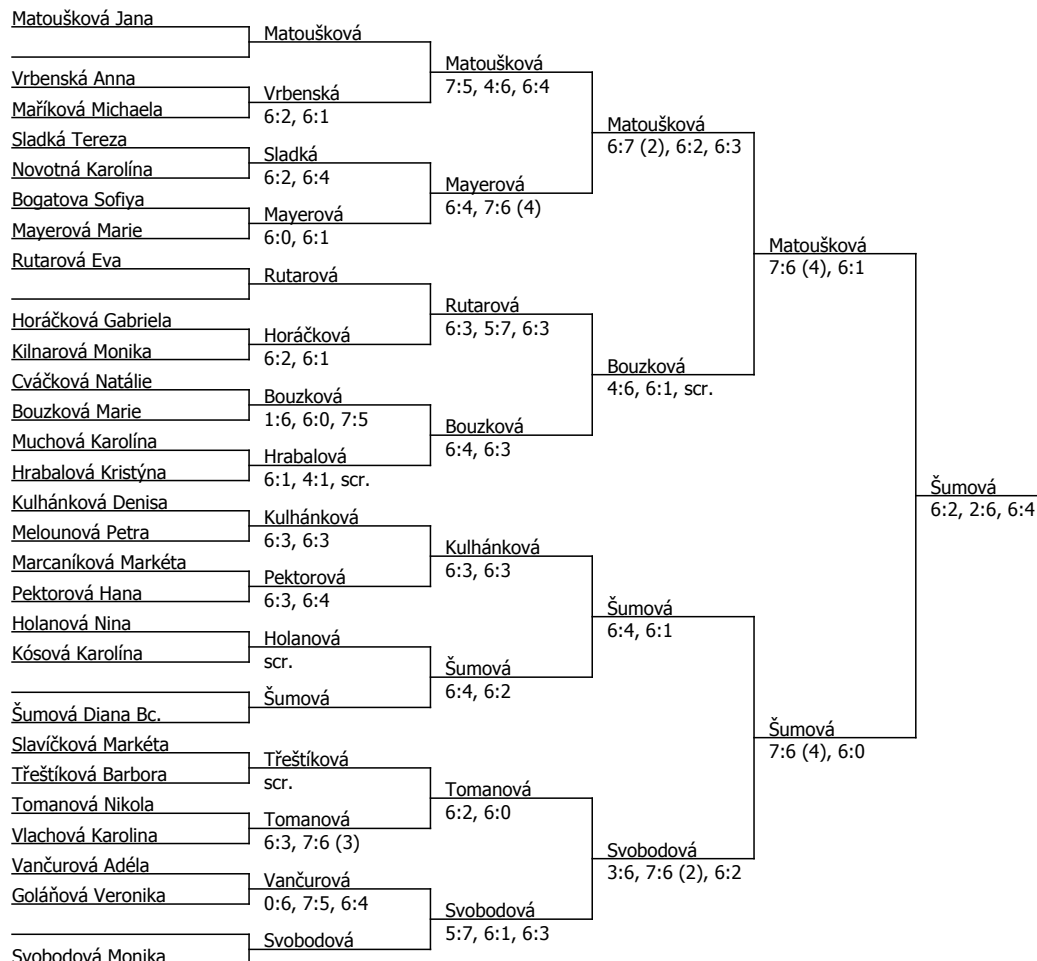 Matoušková Jana
Vrbenská Anna
Maříková Michaela
Sladká Tereza
Novotná Karolína
Bogatova Sofiya
Mayerová Marie
Rutarová Eva
Horáčková Gabriela
Kilnarová Monika
Cváčková Natálie
Bouzková Marie
Muchová Karolína
Hrabalová Kristýna
Kulhánková Denisa
Melounová Petra
Marcaníková Markéta
Pektorová Hana
Holanová Nina
Kósová Karolína
Šumová Diana Bc.
Slavíčková Markéta
Třeštíková Barbora
Tomanová Nikola
Vlachová Karolina
Vančurová Adéla
Goláňová Veronika
Svobodová Monika
Matoušková
Vrbenská
6:2, 6:1
Sladká
6:2, 6:4
Mayerová
6:0, 6:1
Rutarová
Horáčková
6:2, 6:1
Bouzková
1:6, 6:0, 7:5
Hrabalová
6:1, 4:1, scr.
Kulhánková
6:3, 6:3
Pektorová
6:3, 6:4
Holanová
scr.
Šumová
Třeštíková
scr.
Tomanová
6:3, 7:6 (3)
Vančurová
0:6, 7:5, 6:4
Svobodová
Matoušková
7:5, 4:6, 6:4
Mayerová
6:4, 7:6 (4)
Rutarová
6:3, 5:7, 6:3
Bouzková
6:4, 6:3
Kulhánková
6:3, 6:3
Šumová
6:4, 6:2
Tomanová
6:2, 6:0
Svobodová
5:7, 6:1, 6:3
Matoušková
6:7 (2), 6:2, 6:3
Bouzková
4:6, 6:1, scr.
Šumová
6:4, 6:1
Svobodová
3:6, 7:6 (2), 6:2
Matoušková
7:6 (4), 6:1
Šumová
7:6 (4), 6:0
Šumová
6:2, 2:6, 6:4